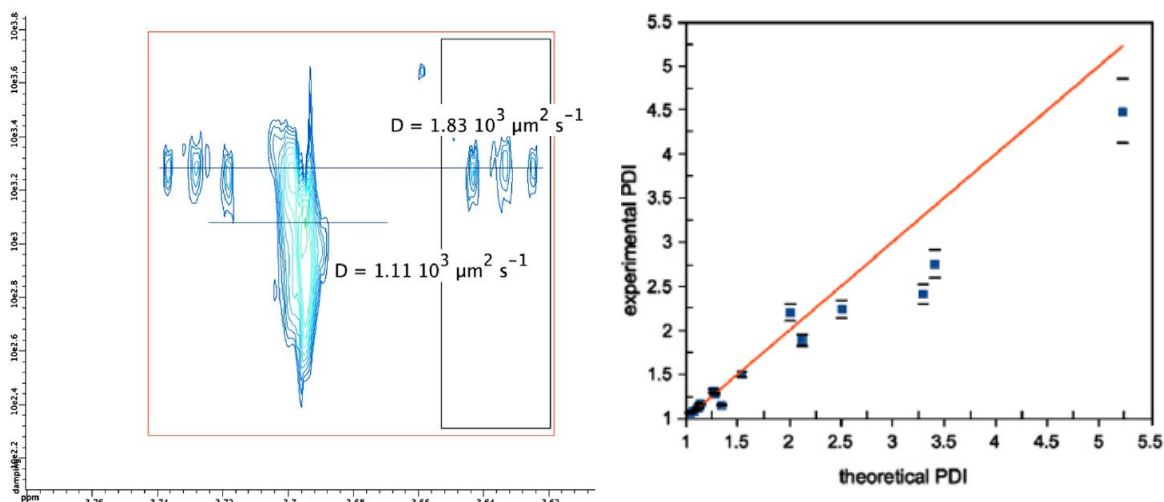 10e3.8
10e3.6
10e3.4
10e3.2
10e3
10e2.8
10e2.6
10e2.4
10e2.2
damping
ppm
3.76
3.74
3.72
3.7
3.68
3.66
3.64
3.62
D = 1.83 10³ µm² s⁻¹
D = 1.11 10³ µm² s⁻¹
experimental PDI
5.5
5
4.5
4
3.5
3
2.5
2
1.5
1
1 1.5 2 2.5 3 3.5 4 4.5 5 5.5
theoretical PDI